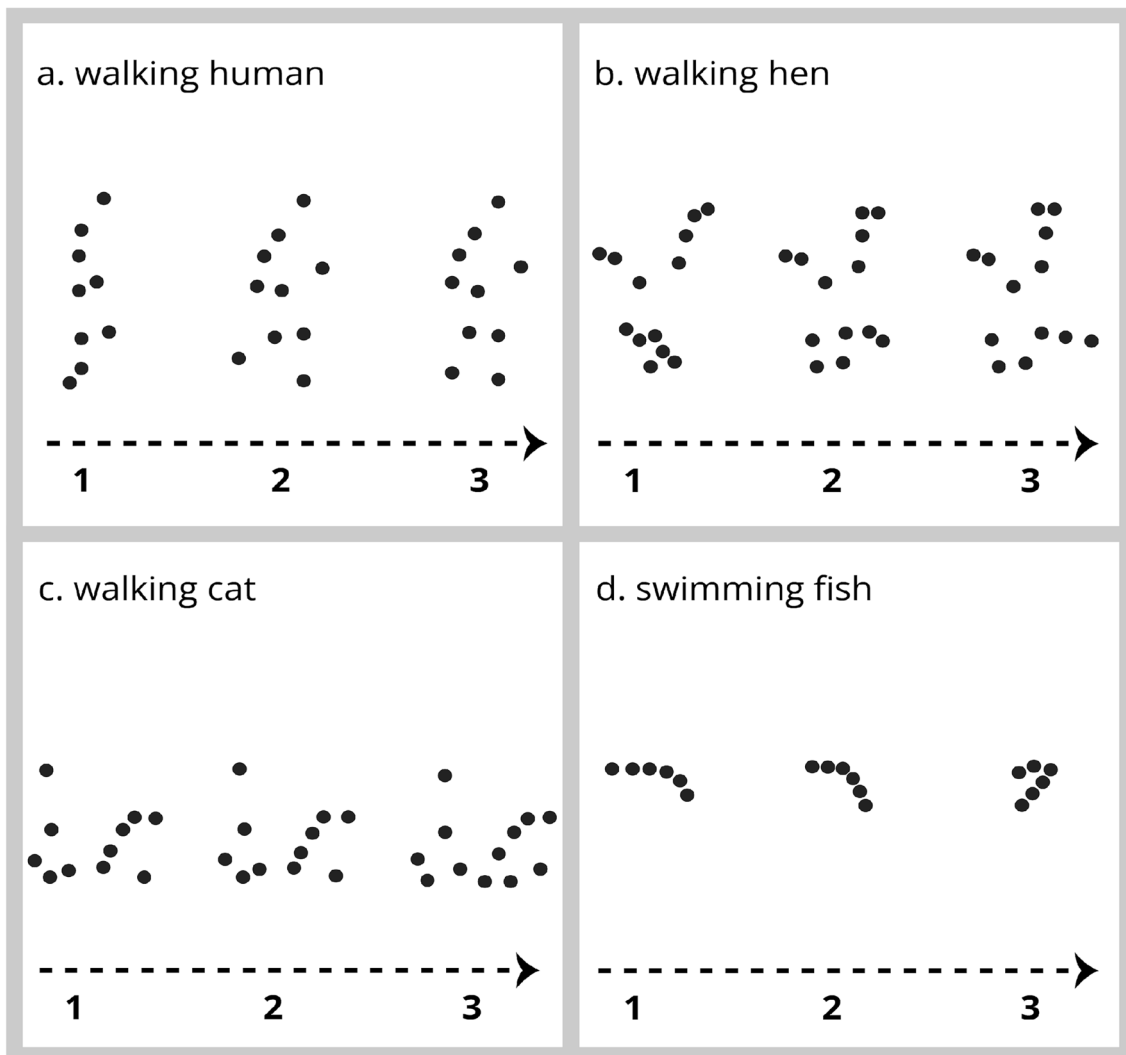 a. walking human
b. walking hen
1 2 3
1 2 3
c. walking cat
d. swimming fish
1 2 3
1 2 3